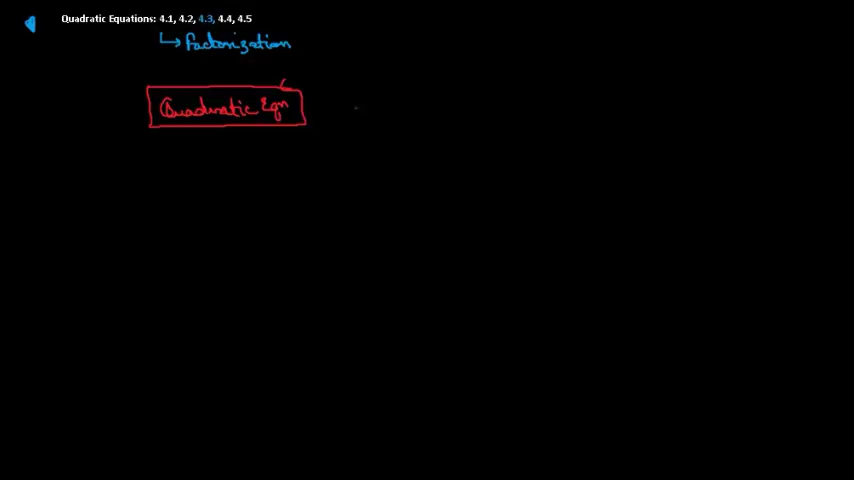 Quadratic Equations: 4.1, 4.2, 4.3, 4.4, 4.5
↳ Factorization
Quadratic Eqn